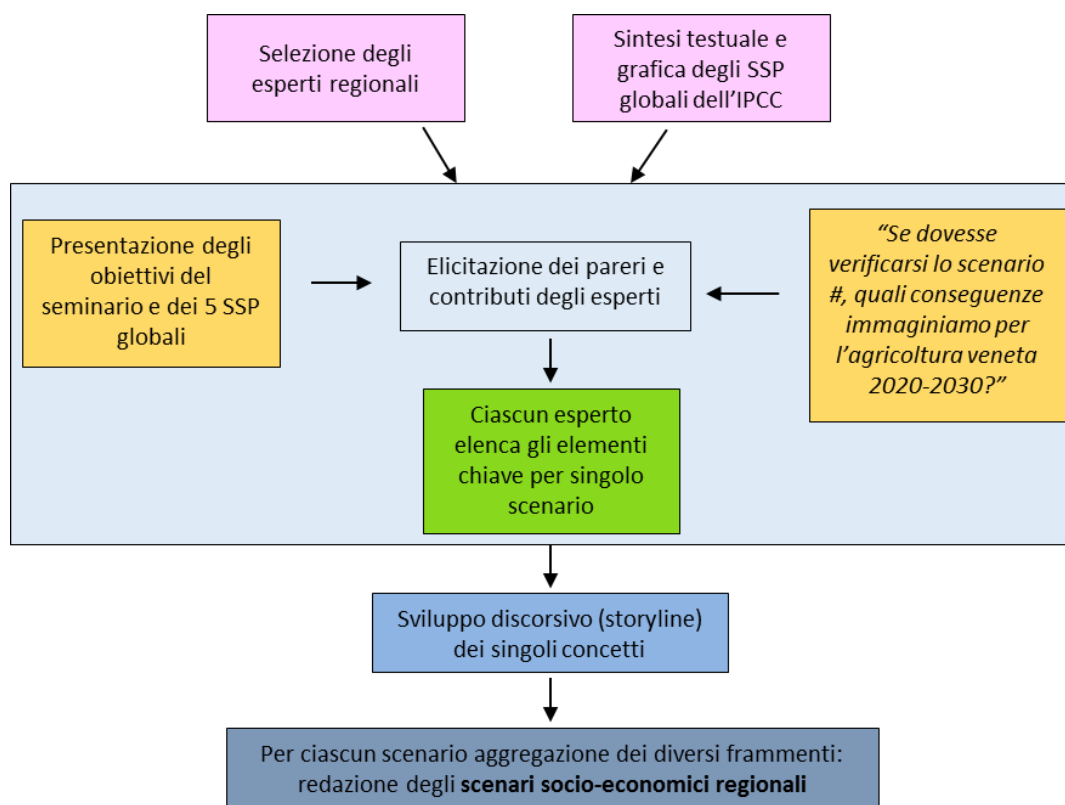 Selezione degli
esperti regionali
Sintesi testuale e
grafica degli SSP
globali dell’IPCC
Presentazione degli
obiettivi del
seminario e dei 5 SSP
globali
Elicitazione dei pareri e
contributi degli esperti
“Se dovesse
verificarsi lo scenario
#, quali conseguenze
immaginiamo per
l’agricoltura veneta
2020-2030?”
Ciascun esperto
elenca gli elementi
chiave per singolo
scenario
Sviluppo discorsivo (storyline)
dei singoli concetti
Per ciascun scenario aggregazione dei diversi frammenti:
redazione degli scenari socio-economici regionali